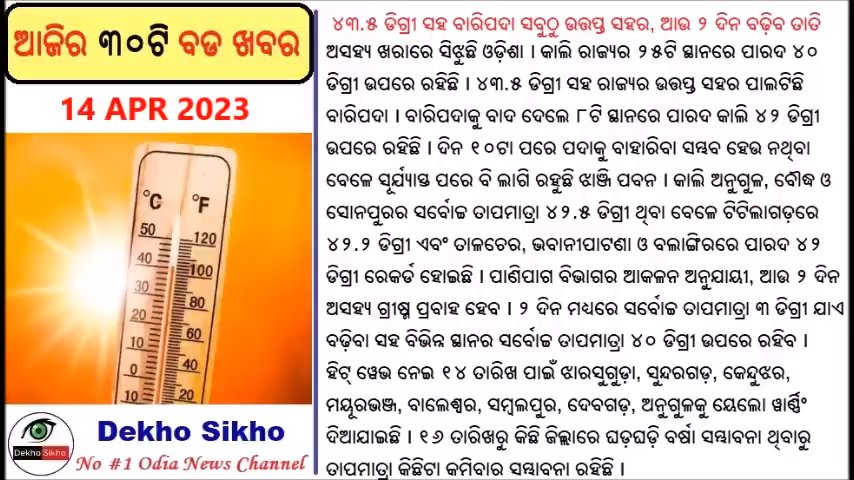 ଆଜିର ୩୦ଟି ବଡ ଖବର
14 APR 2023
°C °F
50 120
40 100
30 80
20 60
10 40
0 20
10
Dekho Sikho
Dekho Sikho
No #1 Odia News Channel
୪୩.୫ ଡିଗ୍ରୀ ସହ ବାରିପଦା ସବୁଠୁ ଉତ୍ତପ୍ତ ସହର, ଆଉ ୨ ଦିନ ବଢ଼ିବ ତାତି
ଅସହ୍ୟ ଖରାରେ ସିଝୁଛି ଓଡ଼ିଶା । କାଲି ରାଜ୍ୟର ୨୫ଟି ସ୍ଥାନରେ ପାରଦ ୪୦
ଡିଗ୍ରୀ ଉପରେ ରହିଛି । ୪୩.୫ ଡିଗ୍ରୀ ସହ ରାଜ୍ୟର ଉତ୍ତପ୍ତ ସହର ପାଲଟିଛି
ବାରିପଦା । ବାରିପଦାକୁ ବାଦ ଦେଲେ ୮ଟି ସ୍ଥାନରେ ପାରଦ କାଲି ୪୨ ଡିଗ୍ରୀ
ଉପରେ ରହିଛି । ଦିନ ୧୦ଟା ପରେ ପଦାକୁ ବାହାରିବା ସମ୍ଭବ ହେଉ ନଥିବା
ବେଳେ ସୂର୍ଯ୍ୟାସ୍ତ ପରେ ବି ଲାଗି ରହୁଛି ଝାଞ୍ଜି ପବନ । କାଲି ଅନୁଗୁଳ, ବୌଦ୍ଧ ଓ
ସୋନପୁରର ସର୍ବୋଚ୍ଚ ତାପମାତ୍ରା ୪୨.୫ ଡିଗ୍ରୀ ଥିବା ବେଳେ ଟିଟିଲାଗଡ଼ରେ
୪୨.୨ ଡିଗ୍ରୀ ଏବଂ ତାଳଚେର, ଭବାନୀପାଟଣା ଓ ବଲାଙ୍ଗିରରେ ପାରଦ ୪୨
ଡିଗ୍ରୀ ରେକର୍ଡ ହୋଇଛି । ପାଣିପାଗ ବିଭାଗର ଆକଳନ ଅନୁଯାୟୀ, ଆଉ ୨ ଦିନ
ଅସହ୍ୟ ଗ୍ରୀଷ୍ମ ପ୍ରବାହ ହେବ । ୨ ଦିନ ମଧ୍ୟରେ ସର୍ବୋଚ୍ଚ ତାପମାତ୍ରା ୩ ଡିଗ୍ରୀ ଯାଏ
ବଢ଼ିବା ସହ ବିଭିନ୍ନ ସ୍ଥାନର ସର୍ବୋଚ୍ଚ ତାପମାତ୍ରା ୪୦ ଡିଗ୍ରୀ ଉପରେ ରହିବ ।
ହିଟ୍ ୱେଭ ନେଇ ୧୪ ତାରିଖ ପାଇଁ ଝାରସୁଗୁଡ଼ା, ସୁନ୍ଦରଗଡ଼, କେନ୍ଦୁଝର,
ମୟୂରଭଞ୍ଜ, ବାଲେଶ୍ୱର, ସମ୍ବଲପୁର, ଦେବଗଡ଼, ଅନୁଗୁଳକୁ ୟେଲୋ ୱାର୍ଣ୍ଣିଂ
ଦିଆଯାଇଛି । ୧୬ ତାରିଖରୁ କିଛି ଜିଲ୍ଲାରେ ଘଡ଼ଘଡ଼ି ବର୍ଷା ସମ୍ଭାବନା ଥିବାରୁ
ତାପମାତ୍ରା କିଛିଟା କମିବାର ସମ୍ଭାବନା ରହିଛି ।